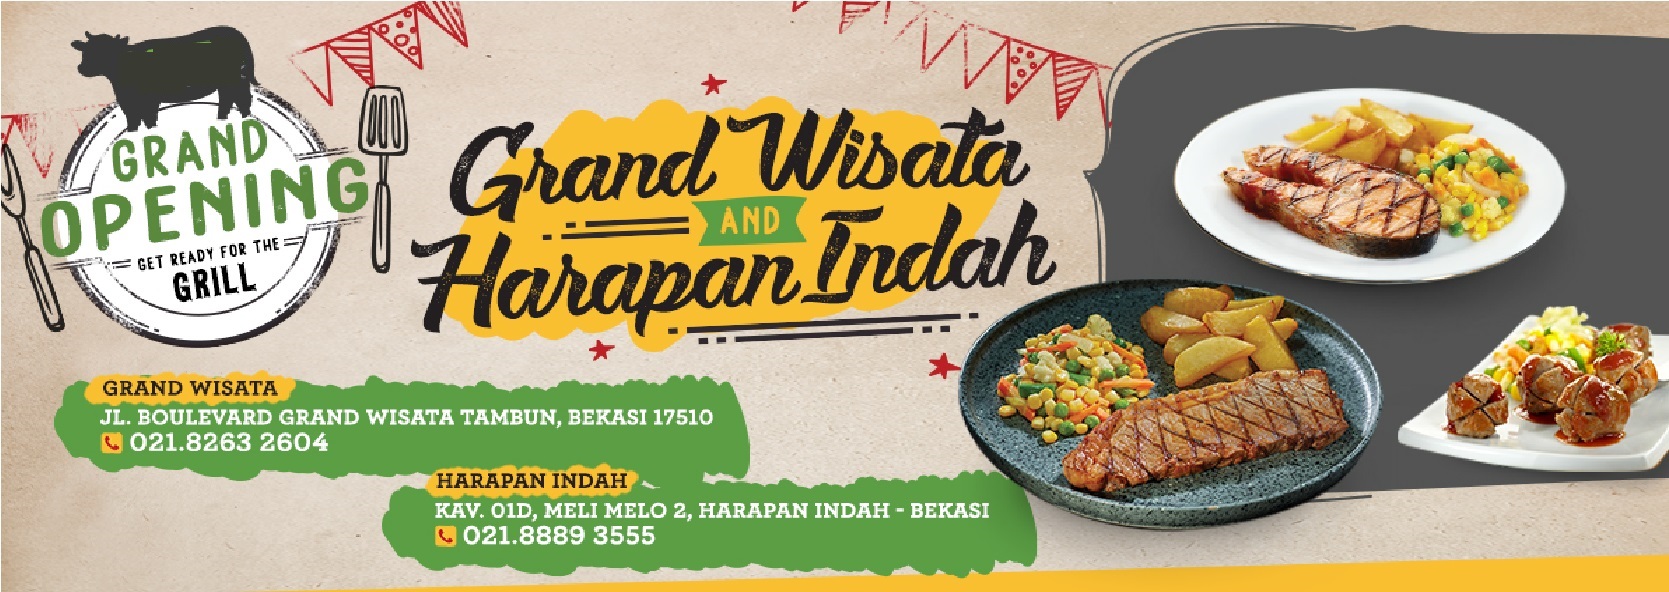 GRAND
OPENING
GET READY FOR THE
GRILL
Grand Wisata
AND
Harapan Indah
GRAND WISATA
JL. BOULEVARD GRAND WISATA TAMBUN, BEKASI 17510
021.8263 2604
HARAPAN INDAH
KAV. 01D, MELI MELO 2, HARAPAN INDAH - BEKASI
021.8889 3555